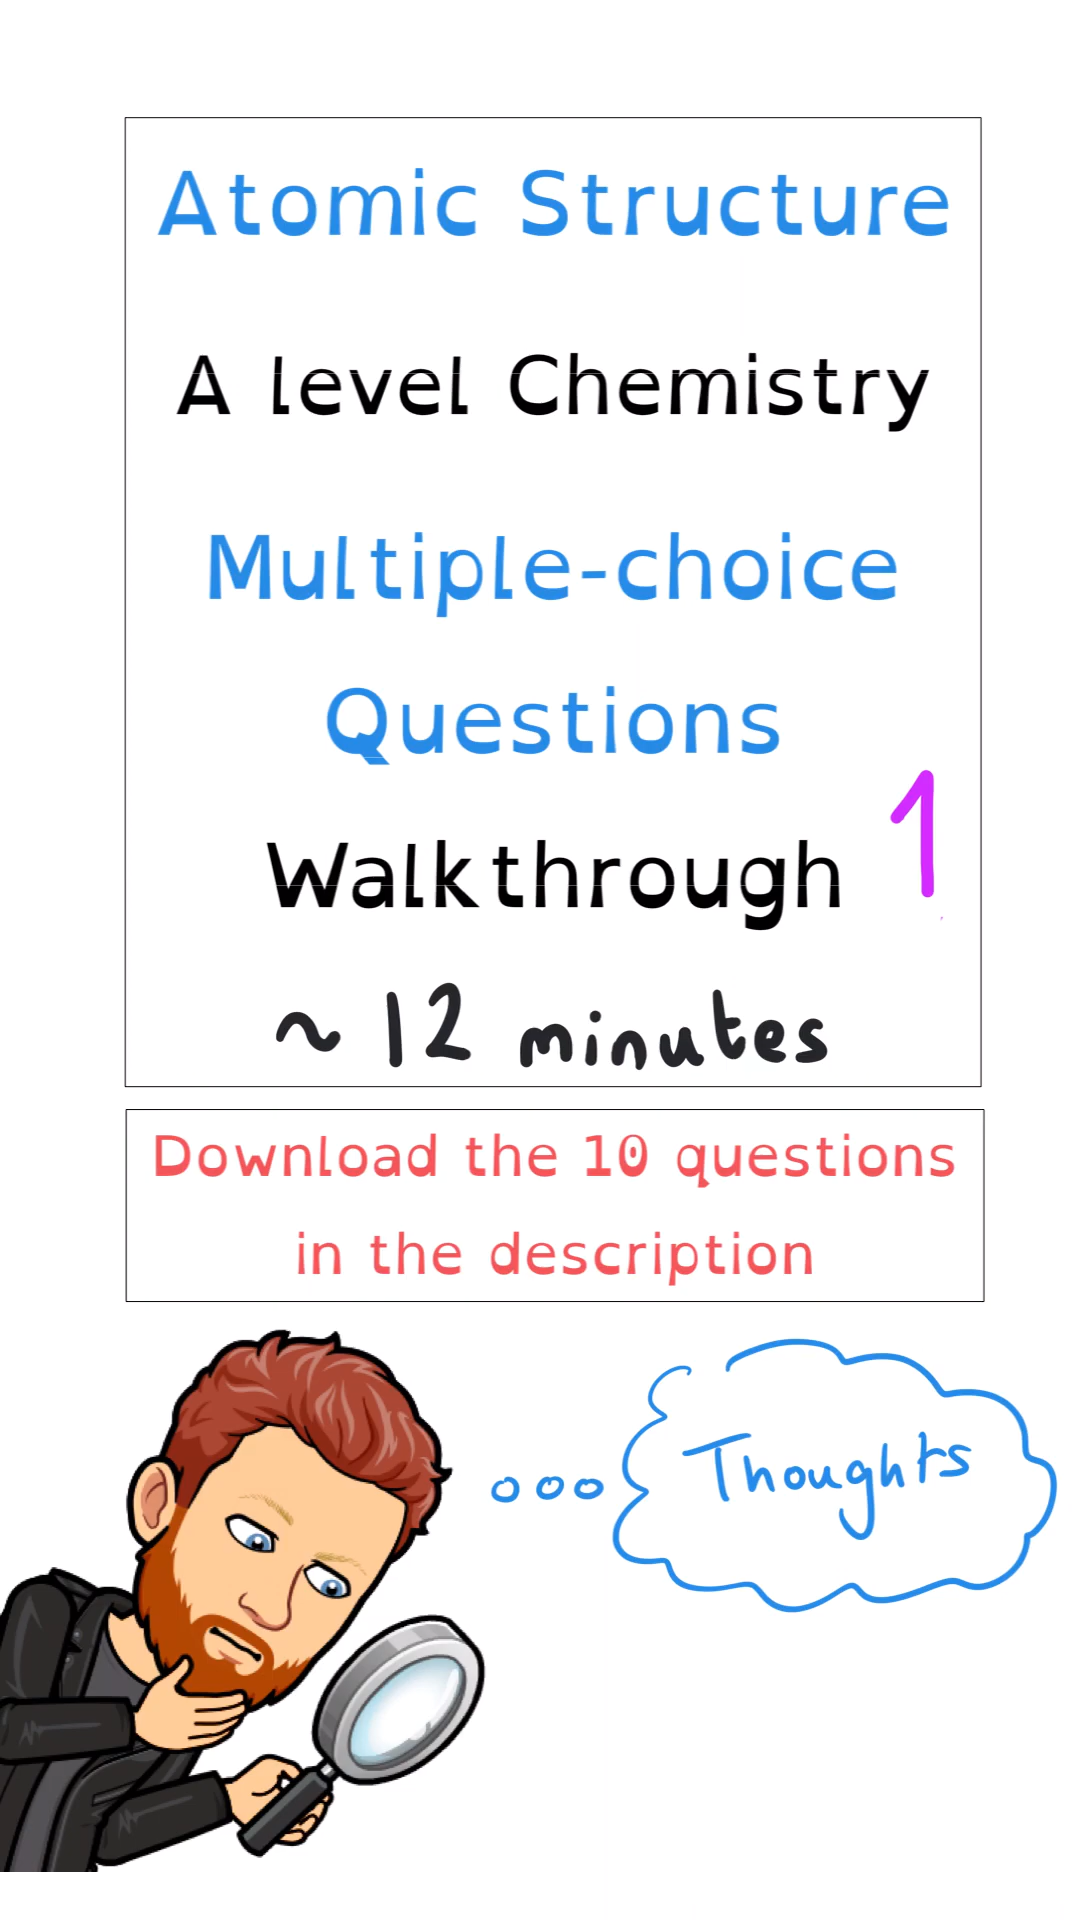 Atomic Structure
A level Chemistry
Multiple-choice
Questions
Walkthrough 1
~ 12 minutes
Download the 10 questions
in the description
Thoughts